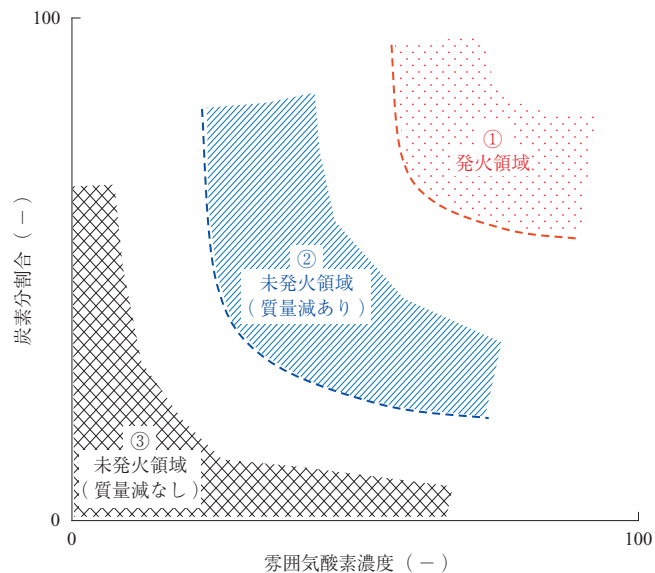 100
①
発火領域
②
未発火領域
（質量減あり）
③
未発火領域
（質量減なし）
炭素分割合（－）
0
0
100
雰囲気酸素濃度（－）